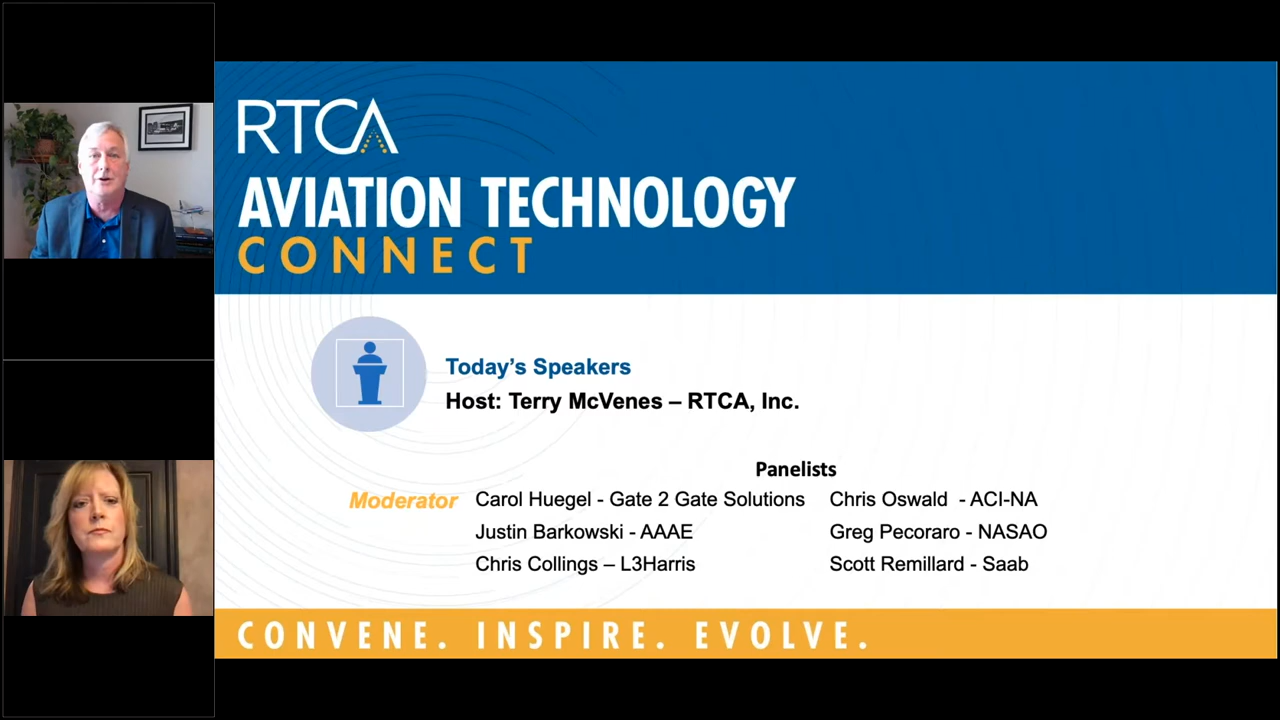 RTCA
AVIATION TECHNOLOGY
CONNECT
Today's Speakers
Host: Terry McVenes – RTCA, Inc.
Panelists
Moderator Carol Huegel - Gate 2 Gate Solutions Chris Oswald - ACI-NA
Justin Barkowski - AAAE Greg Pecoraro - NASAO
Chris Collings – L3Harris Scott Remillard - Saab
CONVENE. INSPIRE. EVOLVE.